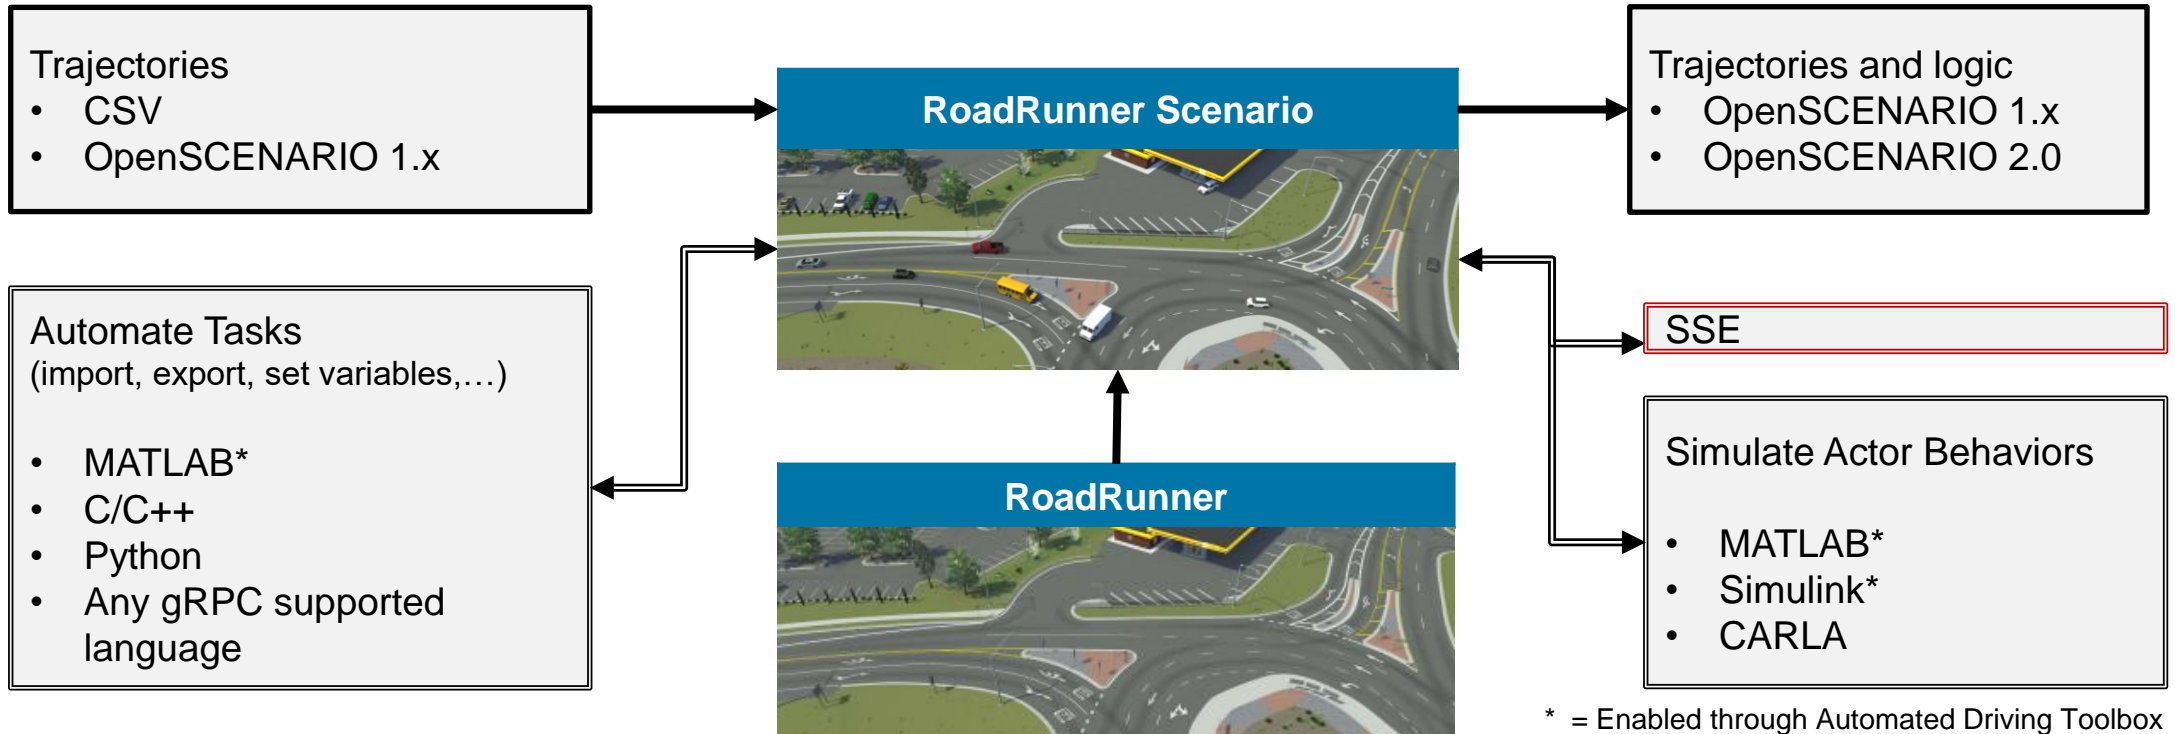 Trajectories
• CSV
• OpenSCENARIO 1.x
RoadRunner Scenario
Trajectories and logic
• OpenSCENARIO 1.x
• OpenSCENARIO 2.0
Automate Tasks
(import, export, set variables,…)
• MATLAB*
• C/C++
• Python
• Any gRPC supported
language
RoadRunner
SSE
Simulate Actor Behaviors
• MATLAB*
• Simulink*
• CARLA
* = Enabled through Automated Driving Toolbox